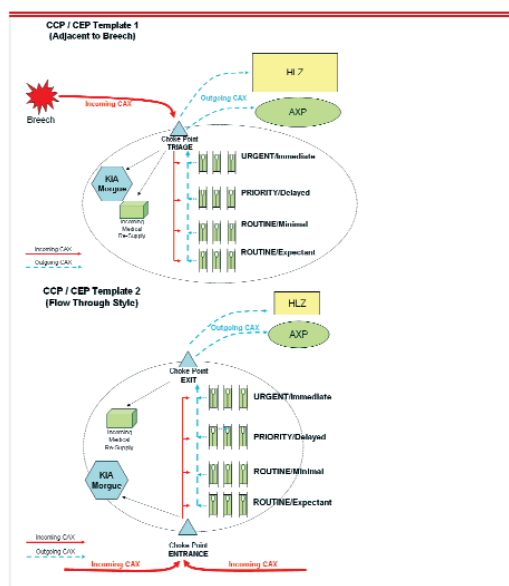 CCP / CEP Template 1
(Adjacent to Breech)
HLZ
Incoming CAX
Outgoing CAX
AXP
Breech
Choke Point
TRIAGE
URGENT/Immediate
KIA
Morgue
PRIORITY/Delayed
Incoming
Medical
Re-Supply
ROUTINE/Minimal
Incoming CAX
ROUTINE/Expectant
Outgoing CAX
CCP / CEP Template 2
(Flow Through Style)
HLZ
Outgoing CAX
AXP
Choke Point
EXIT
URGENT/Immediate
Incoming
Medical
Re-Supply
PRIORITY/Delayed
KIA
Morgue
ROUTINE/Minimal
ROUTINE/Expectant
Incoming CAX
Choke Point
ENTRANCE
Outgoing CAX
Incoming CAX
Incoming CAX